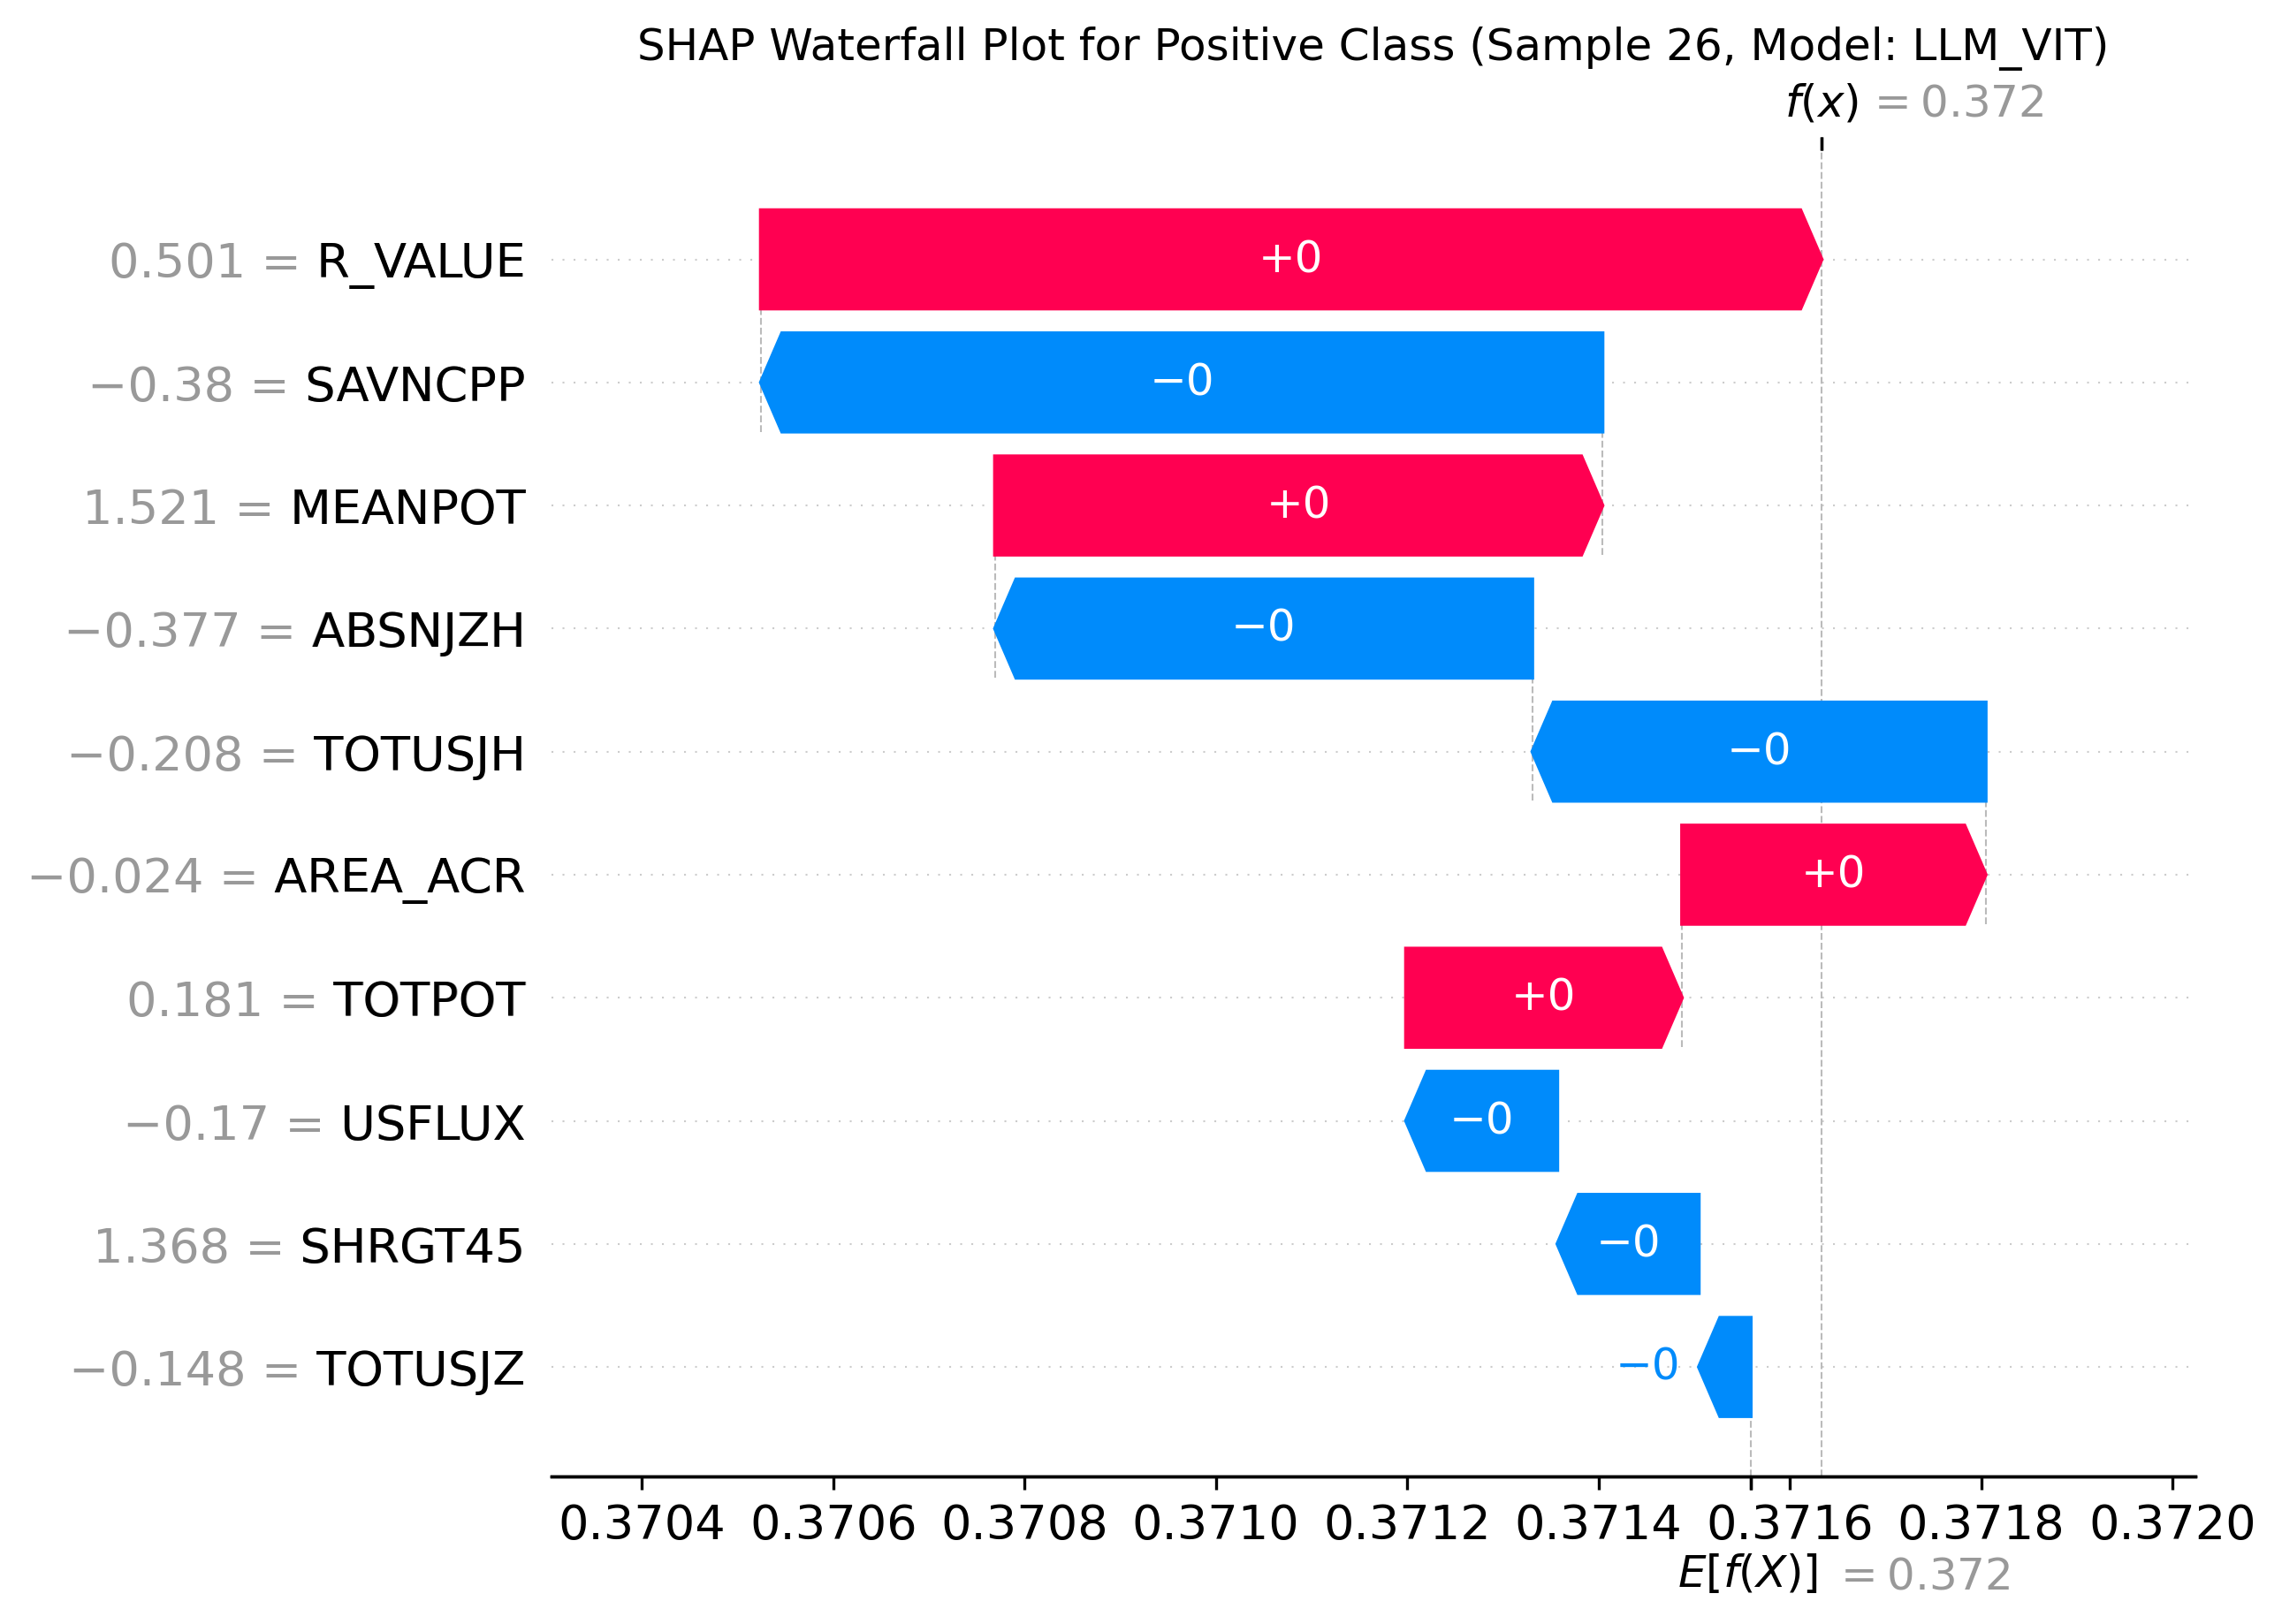 SHAP Waterfall Plot for Positive Class (Sample 26, Model: LLM_VIT)
f(x) = 0.372
0.501 = R_VALUE +0
−0.38 = SAVNCPP −0
1.521 = MEANPOT +0
−0.377 = ABSNJZH −0
−0.208 = TOTUSJH −0
−0.024 = AREA_ACR +0
0.181 = TOTPOT +0
−0.17 = USFLUX −0
1.368 = SHRGT45 −0
−0.148 = TOTUSJZ −0
0.3704 0.3706 0.3708 0.3710 0.3712 0.3714 0.3716 0.3718 0.3720
E[f(X)] = 0.372